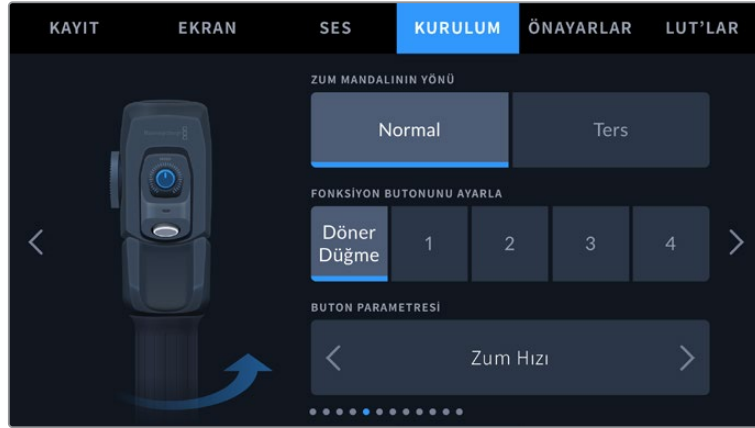 KAYIT EKRAN SES KURULUM ÖNAYARLAR LUT’LAR
ZUM MANDALININ YÖNÜ
Normal Ters
FONKSİYON BUTONUNU AYARLA
Döner
Düğme 1 2 3 4
BUTON PARAMETRESİ
Zum Hızı